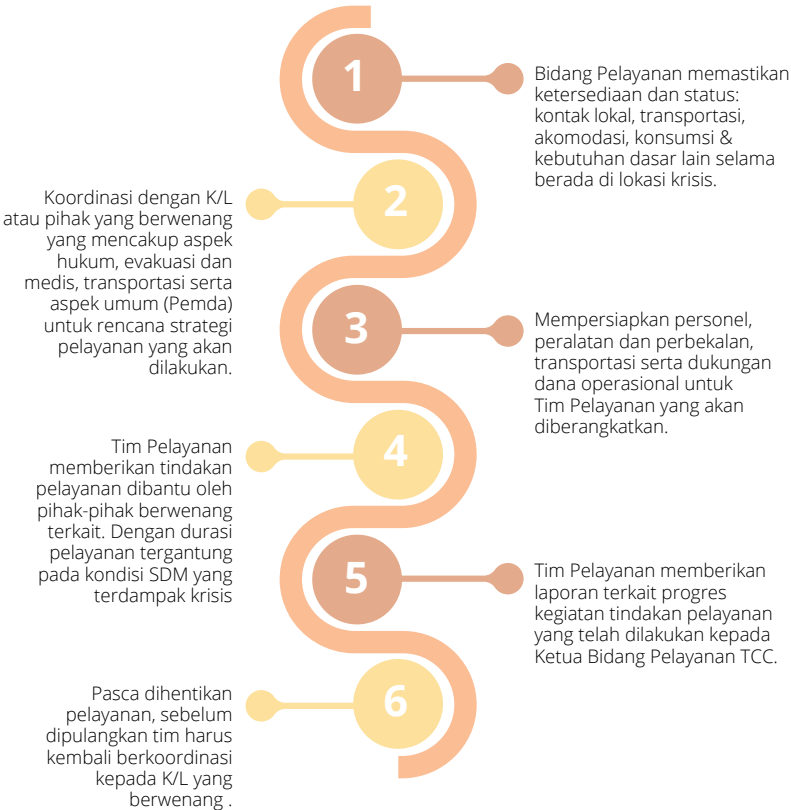 1
Bidang Pelayanan memastikan
ketersediaan dan status:
kontak lokal, transportasi,
akomodasi, konsumsi &
kebutuhan dasar lain selama
berada di lokasi krisis.
2
Koordinasi dengan K/L
atau pihak yang berwenang
yang mencakup aspek
hukum, evakuasi dan
medis, transportasi serta
aspek umum (Pemda)
untuk rencana strategi
pelayanan yang akan
dilakukan.
3
Mempersiapkan personel,
peralatan dan perbekalan,
transportasi serta dukungan
dana operasional untuk
Tim Pelayanan yang akan
diberangkatkan.
4
Tim Pelayanan
memberikan tindakan
pelayanan dibantu oleh
pihak-pihak berwenang
terkait. Dengan durasi
pelayanan tergantung
pada kondisi SDM yang
terdampak krisis
5
Tim Pelayanan memberikan
laporan terkait progres
kegiatan tindakan pelayanan
yang telah dilakukan kepada
Ketua Bidang Pelayanan TCC.
6
Pasca dihentikan
pelayanan, sebelum
dipulangkan tim harus
kembali berkoordinasi
kepada K/L yang
berwenang .